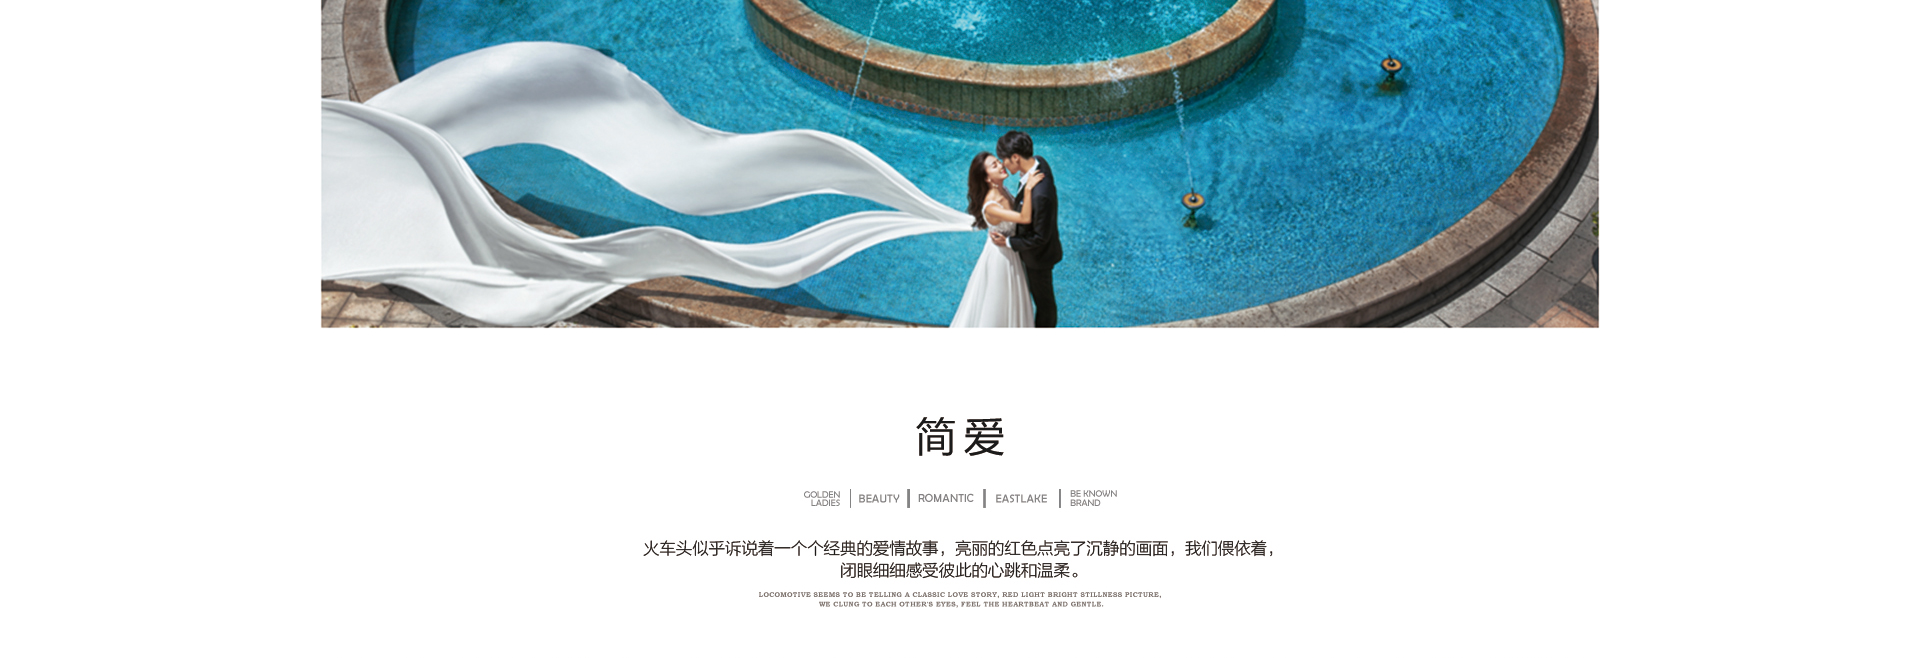 简爱
GOLDEN LADIES | BEAUTY | ROMANTIC | EASTLAKE | BE KNOWN BRAND
火车头似乎诉说着一个个经典的爱情故事，亮丽的红色点亮了沉静的画面，我们偎依着，
闭眼细细感受彼此的心跳和温柔。
LOCOMOTIVE SEEMS TO BE TELLING A CLASSIC LOVE STORY, RED LIGHT BRIGHT STILLNESS PICTURE,
WE CLUNG TO EACH OTHER'S EYES, FEEL THE HEARTBEAT AND GENTLE.